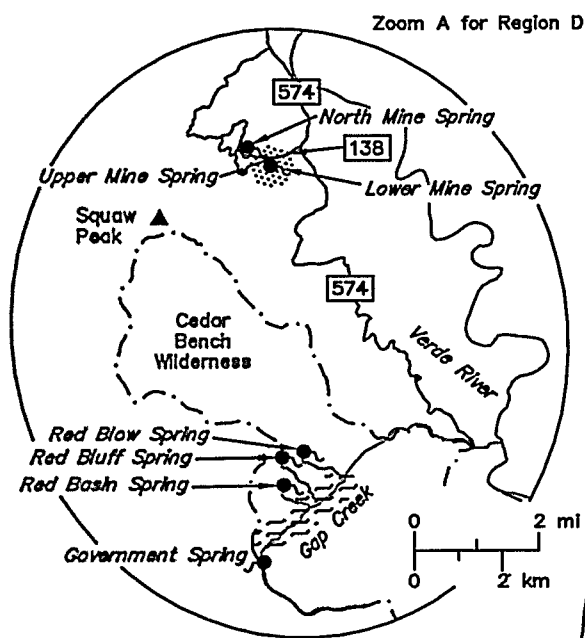 Zoom A for Region D
574
North Mine Spring
138
Upper Mine Spring
Lower Mine Spring
Squaw
Peak
574
Cedar
Bench
Wilderness
Verde River
Red Blow Spring
Red Bluff Spring
Red Basin Spring
Gap Creek
Government Spring
0 2 mi
0 2 km